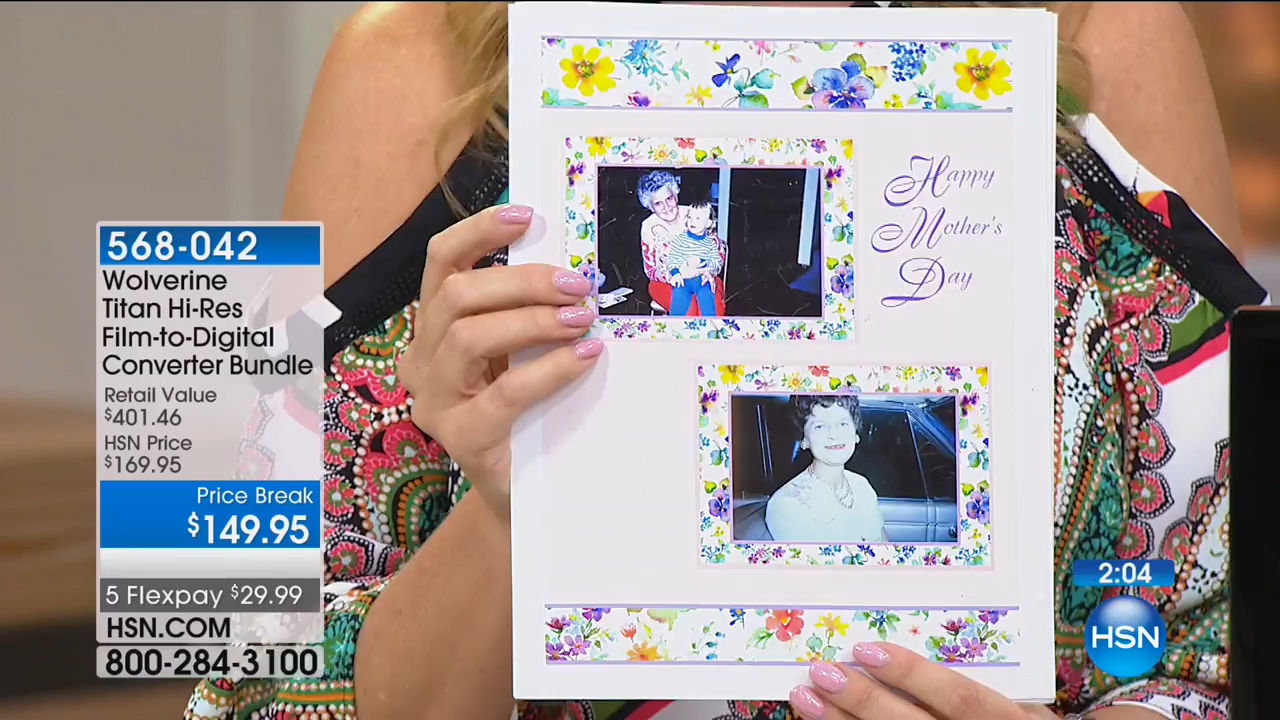 568-042
Wolverine
Titan Hi-Res
Film-to-Digital
Converter Bundle
Retail Value
$401.46
HSN Price
$169.95
Price Break
$149.95
5 Flexpay $29.99
HSN.COM
800-284-3100
Happy
Mother's
Day
2:04
HSN